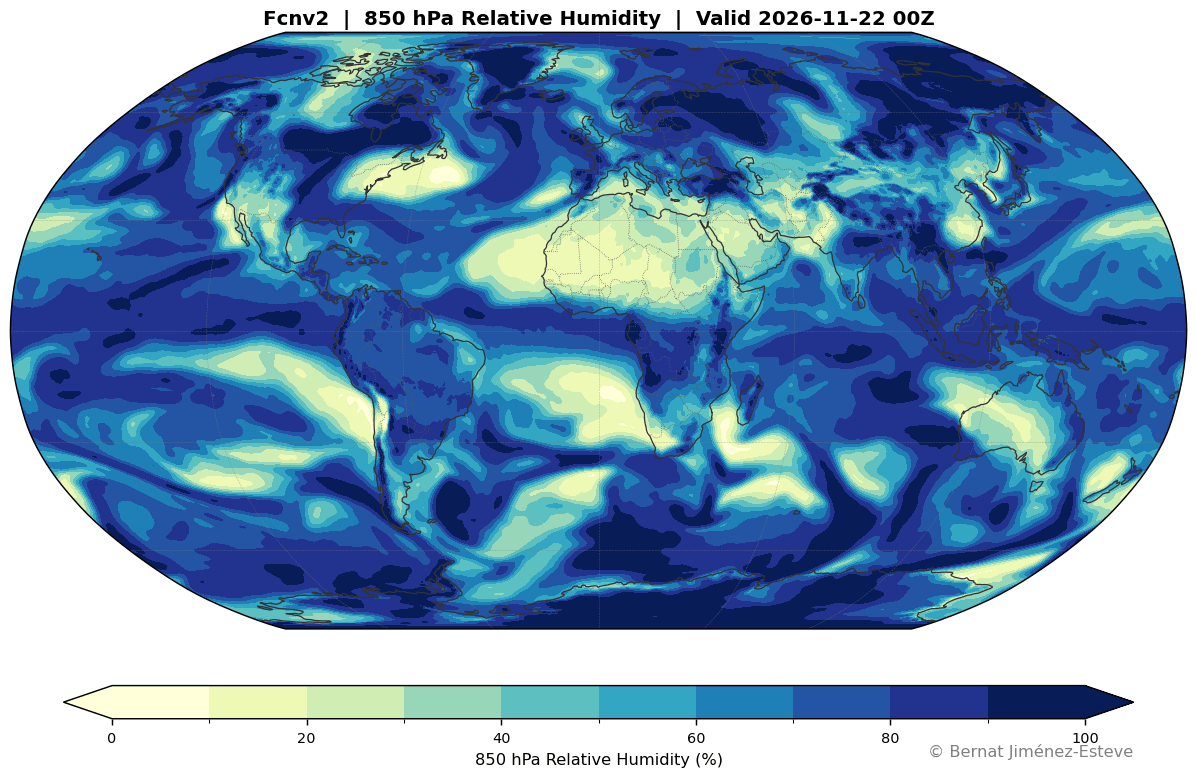 Fcnv2 | 850 hPa Relative Humidity | Valid 2026-11-22 00Z
0 20 40 60 80 100
850 hPa Relative Humidity (%)
© Bernat Jiménez-Esteve